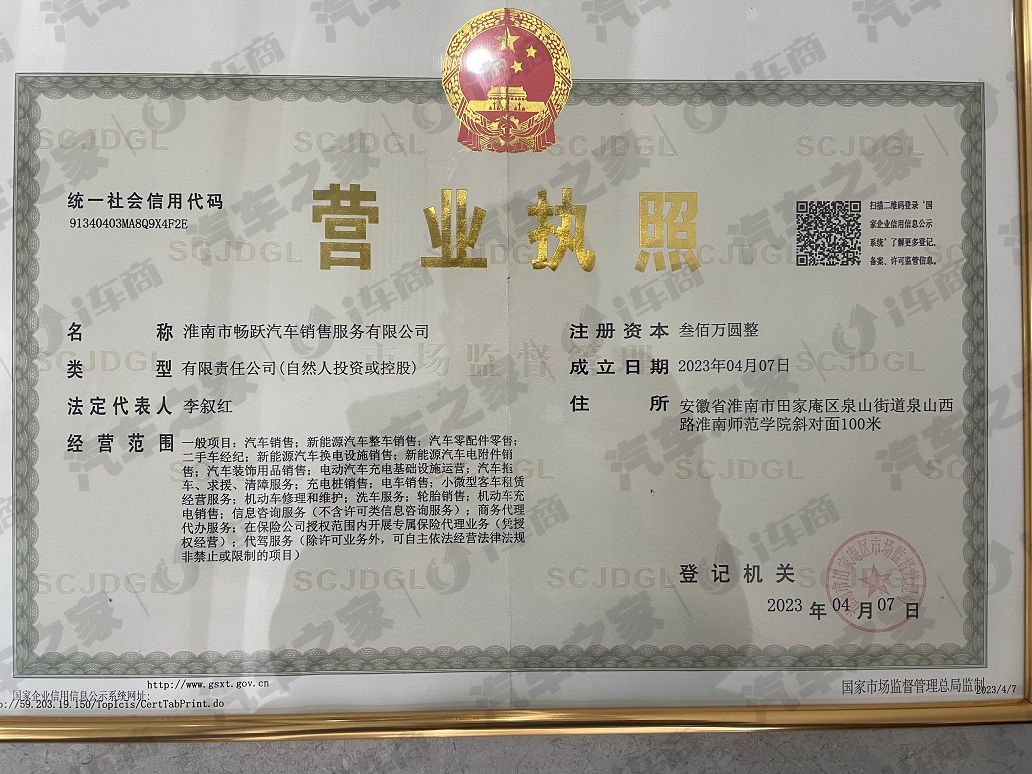 营业执照
统一社会信用代码
91340403MA8Q9X4F2E
扫描二维码登录‘国
家企业信用信息公示
系统’了解更多登记、
备案、许可监管信息。
名 称 淮南市畅跃汽车销售服务有限公司
类 型 有限责任公司(自然人投资或控股)
法定代表人 李叙红
经营范围 一般项目：汽车销售；新能源汽车整车销售；汽车零配件零售；
二手车经纪；新能源汽车换电设施销售；新能源汽车电附件销
售；汽车装饰用品销售；电动汽车充电基础设施运营；汽车拖
车、求援、清障服务；充电桩销售；电车销售；小微型客车租赁
经营服务；机动车修理和维护；洗车服务；轮胎销售；机动车充
电销售；信息咨询服务（不含许可类信息咨询服务）；商务代理
代办服务；在保险公司授权范围内开展专属保险代理业务（凭授
权经营）；代驾服务（除许可业务外，可自主依法经营法律法规
非禁止或限制的项目）
注册资本 叁佰万圆整
成立日期 2023年04月07日
住 所 安徽省淮南市田家庵区泉山街道泉山西
路淮南师范学院斜对面100米
登记机关
2023 年 04 月 07 日
http://www.gsxt.gov.cn
国家企业信用信息公示系统网址:
59.203.19.150/TopIcis/CertTabPrint.do
国家市场监督管理总局监制
2023/4/7
SCJDGL
汽车之家
i车商